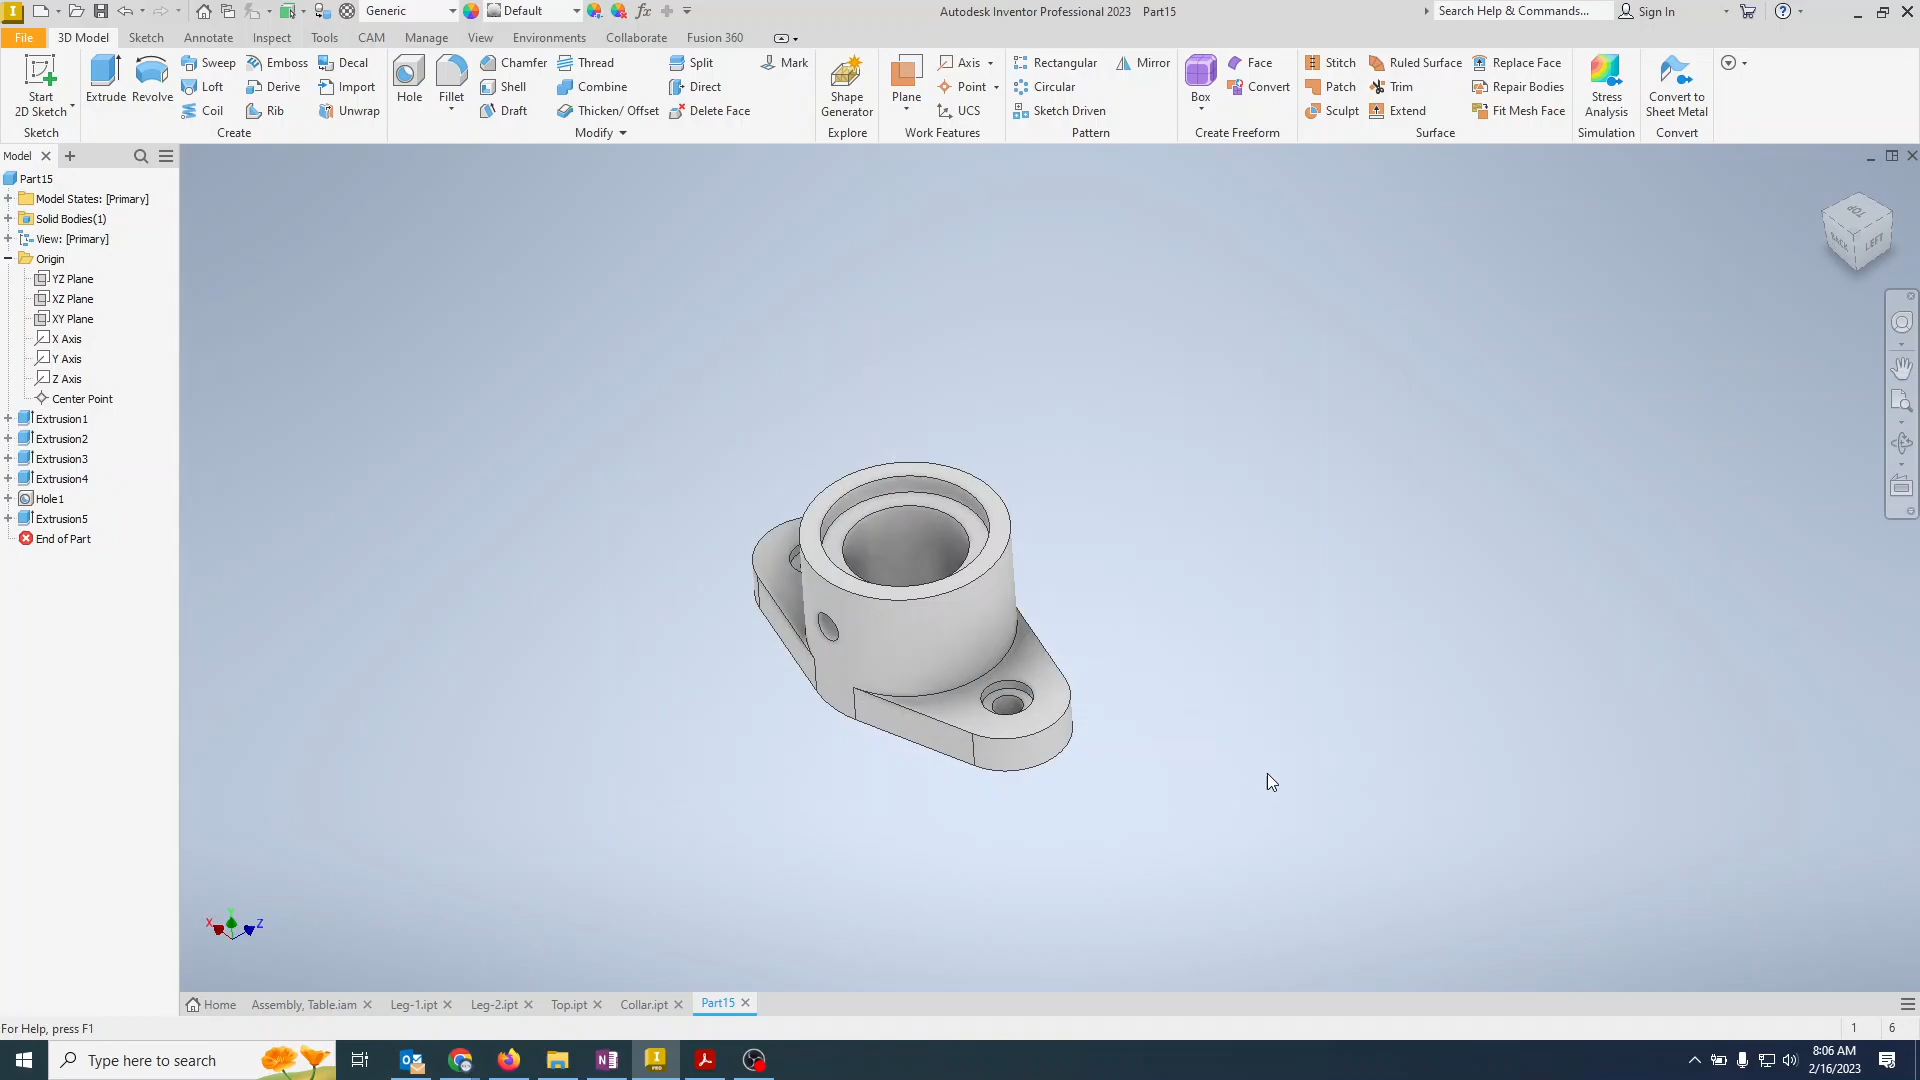 Generic
Default
Autodesk Inventor Professional 2023 Part15
Search Help & Commands...
Sign In
File
3D Model
Sketch
Annotate
Inspect
Tools
CAM
Manage
View
Environments
Collaborate
Fusion 360
Start
2D Sketch
Sketch
Extrude
Revolve
Sweep
Loft
Coil
Emboss
Derive
Rib
Decal
Import
Unwrap
Create
Hole
Fillet
Chamfer
Shell
Draft
Thread
Combine
Thicken/ Offset
Split
Direct
Delete Face
Mark
Modify
Shape
Generator
Explore
Plane
Axis
Point
UCS
Work Features
Rectangular
Circular
Sketch Driven
Mirror
Pattern
Box
Face
Convert
Create Freeform
Stitch
Patch
Sculpt
Ruled Surface
Trim
Extend
Replace Face
Repair Bodies
Fit Mesh Face
Surface
Stress
Analysis
Simulation
Convert to
Sheet Metal
Convert
Model
Part15
Model States: [Primary]
Solid Bodies(1)
View: [Primary]
Origin
YZ Plane
XZ Plane
XY Plane
X Axis
Y Axis
Z Axis
Center Point
Extrusion1
Extrusion2
Extrusion3
Extrusion4
Hole1
Extrusion5
End of Part
TOP
BACK
LEFT
X
Y
Z
Home
Assembly, Table.iam
Leg-1.ipt
Leg-2.ipt
Top.ipt
Collar.ipt
Part15
For Help, press F1
1
6
Type here to search
8:06 AM
2/16/2023